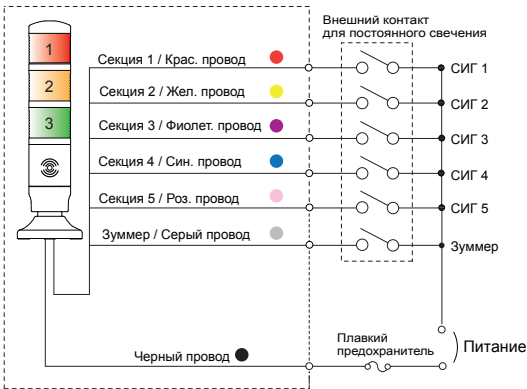 Внешний контакт
для постоянного свечения
1
2
3
Секция 1 / Крас. провод
СИГ 1
Секция 2 / Жел. провод
СИГ 2
Секция 3 / Фиолет. провод
СИГ 3
Секция 4 / Син. провод
СИГ 4
Секция 5 / Роз. провод
СИГ 5
Зуммер / Серый провод
Зуммер
Черный провод
Плавкий
предохранитель
Питание